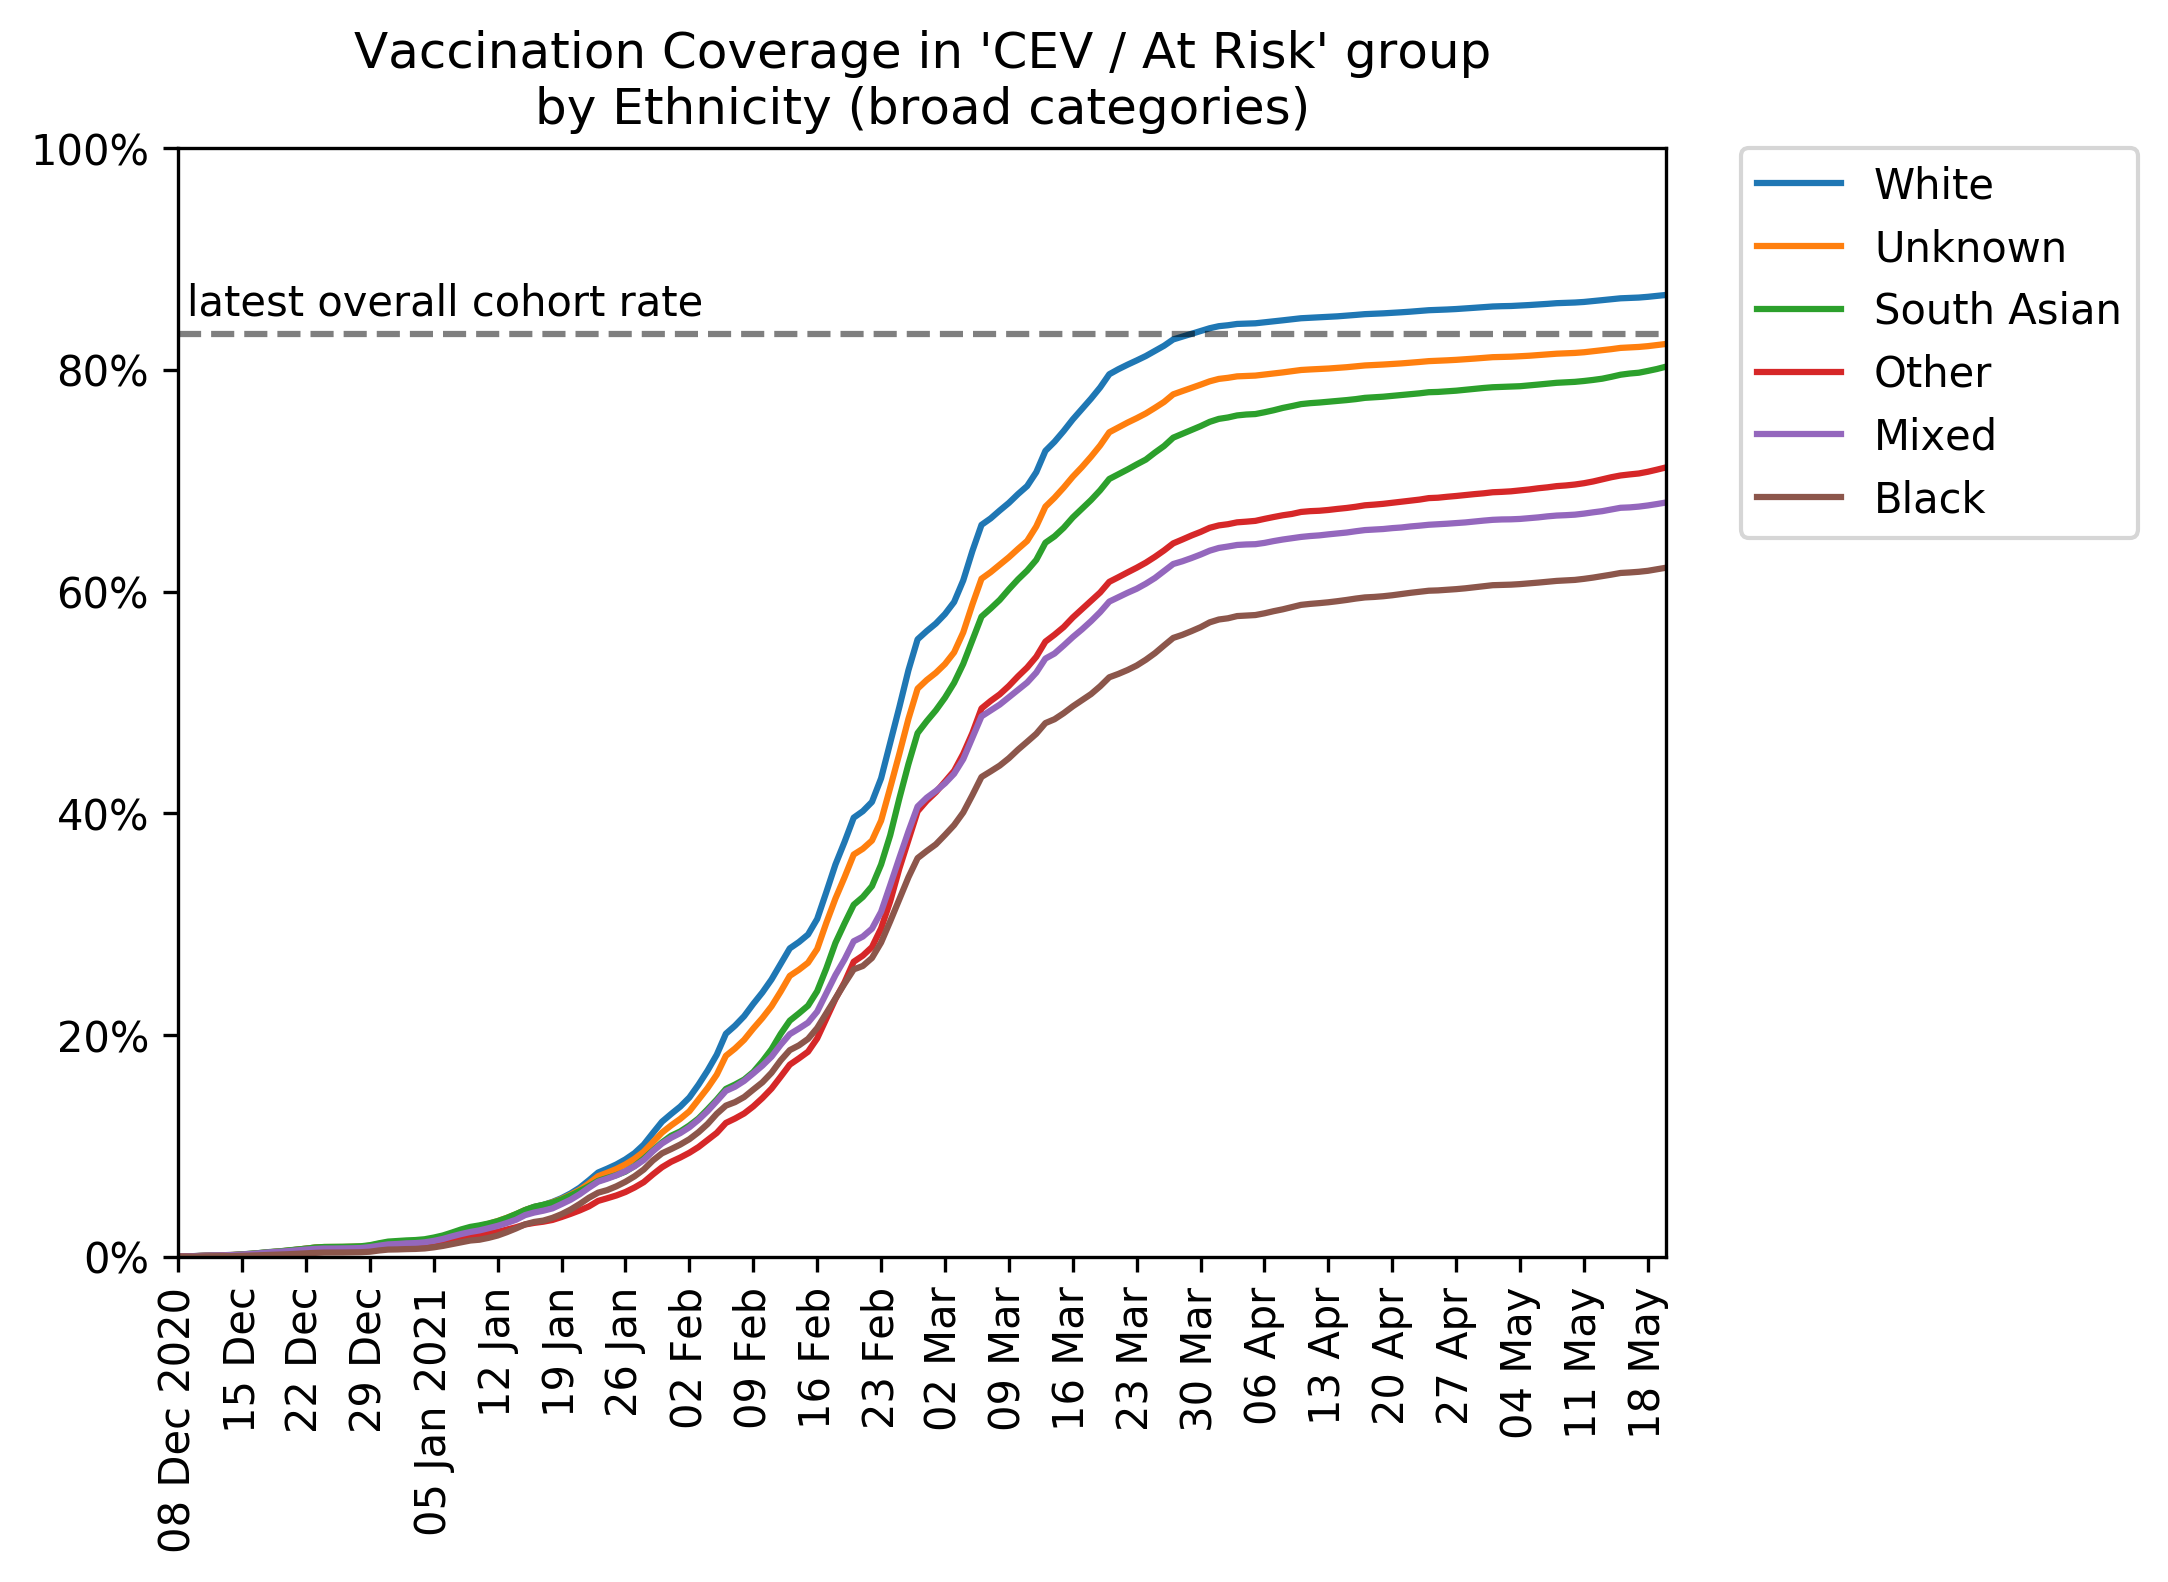 Vaccination Coverage in 'CEV / At Risk' group
by Ethnicity (broad categories)
100%
80%
60%
40%
20%
0%
latest overall cohort rate
White
Unknown
South Asian
Other
Mixed
Black
08 Dec 2020
15 Dec
22 Dec
29 Dec
05 Jan 2021
12 Jan
19 Jan
26 Jan
02 Feb
09 Feb
16 Feb
23 Feb
02 Mar
09 Mar
16 Mar
23 Mar
30 Mar
06 Apr
13 Apr
20 Apr
27 Apr
04 May
11 May
18 May